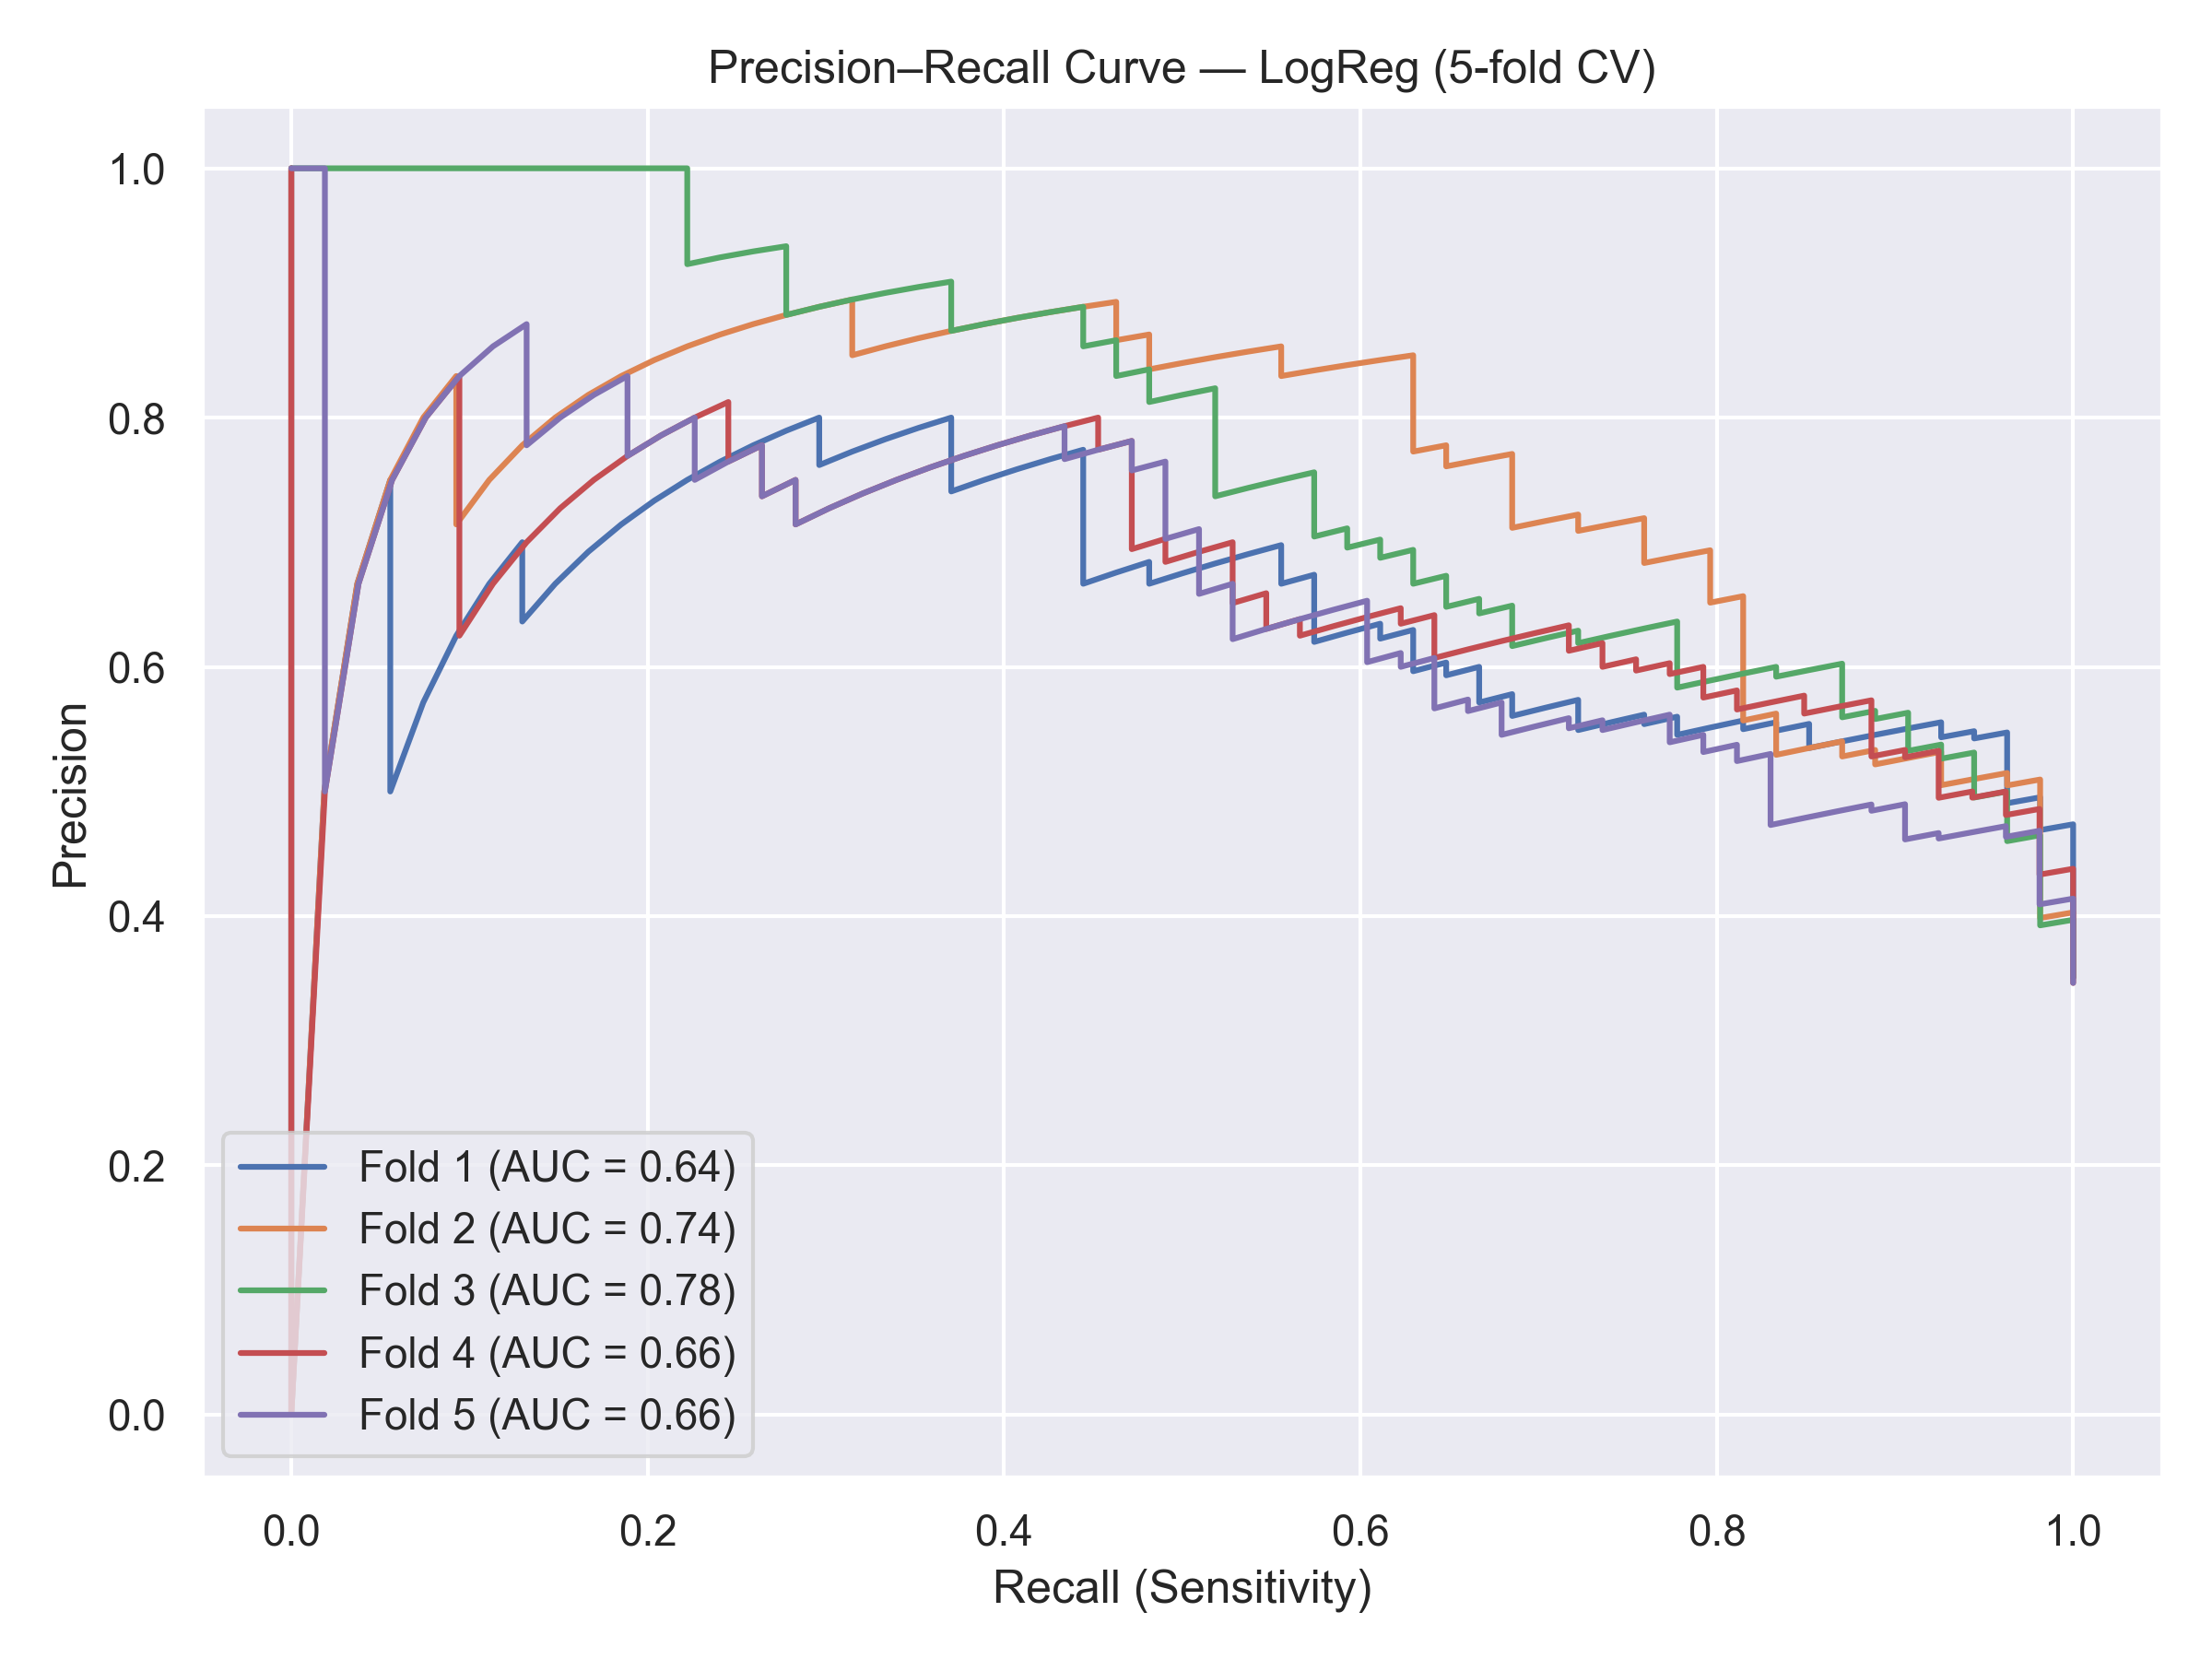 Precision–Recall Curve — LogReg (5-fold CV)
1.0
0.8
0.6
0.4
0.2
0.0
Precision
Fold 1 (AUC = 0.64)
Fold 2 (AUC = 0.74)
Fold 3 (AUC = 0.78)
Fold 4 (AUC = 0.66)
Fold 5 (AUC = 0.66)
0.0 0.2 0.4 0.6 0.8 1.0
Recall (Sensitivity)